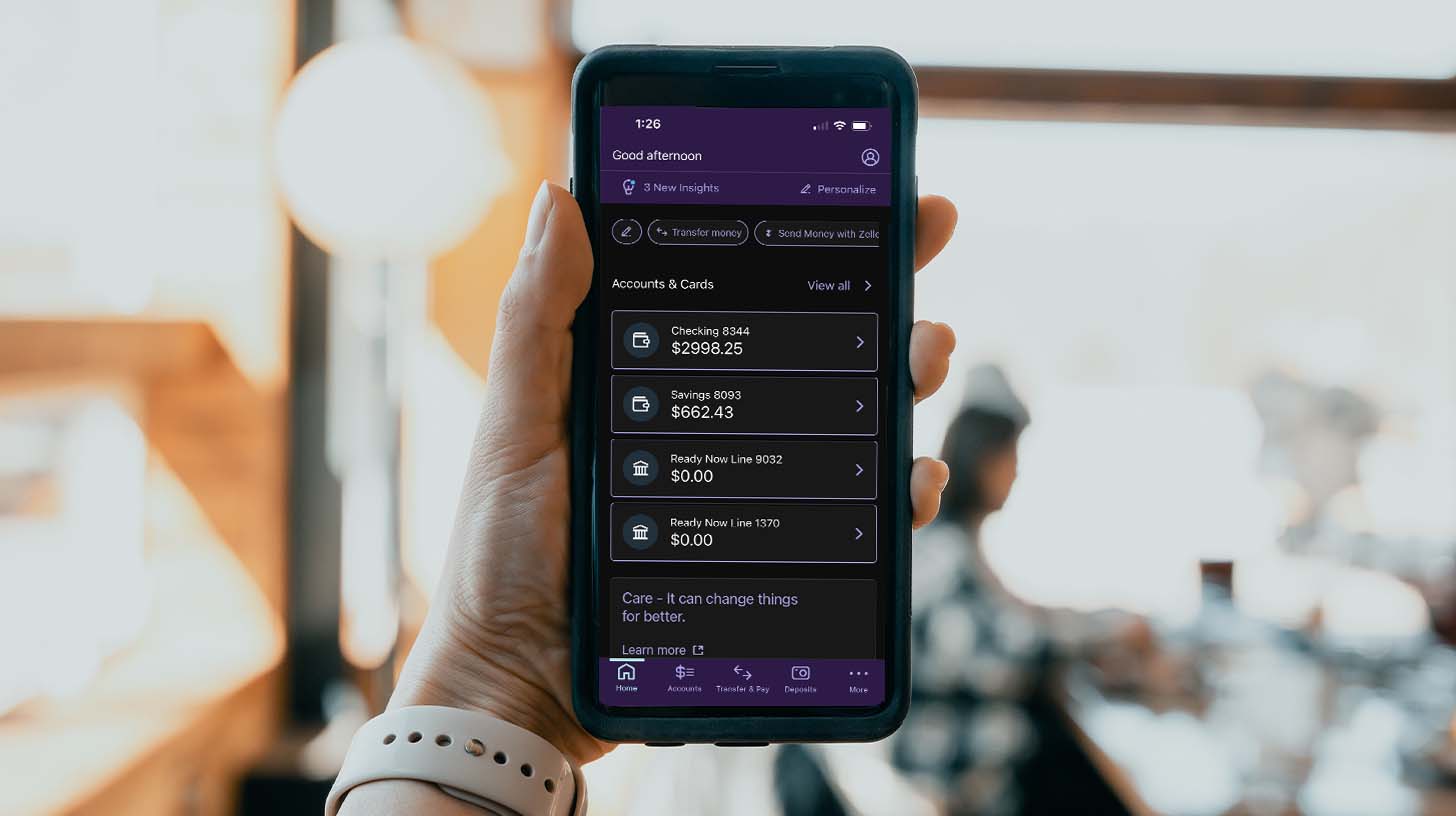 1:26
Good afternoon
3 New Insights
Personalize
Transfer money
Send Money with Zelle
Accounts & Cards
View all
Checking 8344
$2998.25
Savings 8093
$662.43
Ready Now Line 9032
$0.00
Ready Now Line 1370
$0.00
Care - It can change things
for better.
Learn more
Home
Accounts
Transfer & Pay
Deposits
More